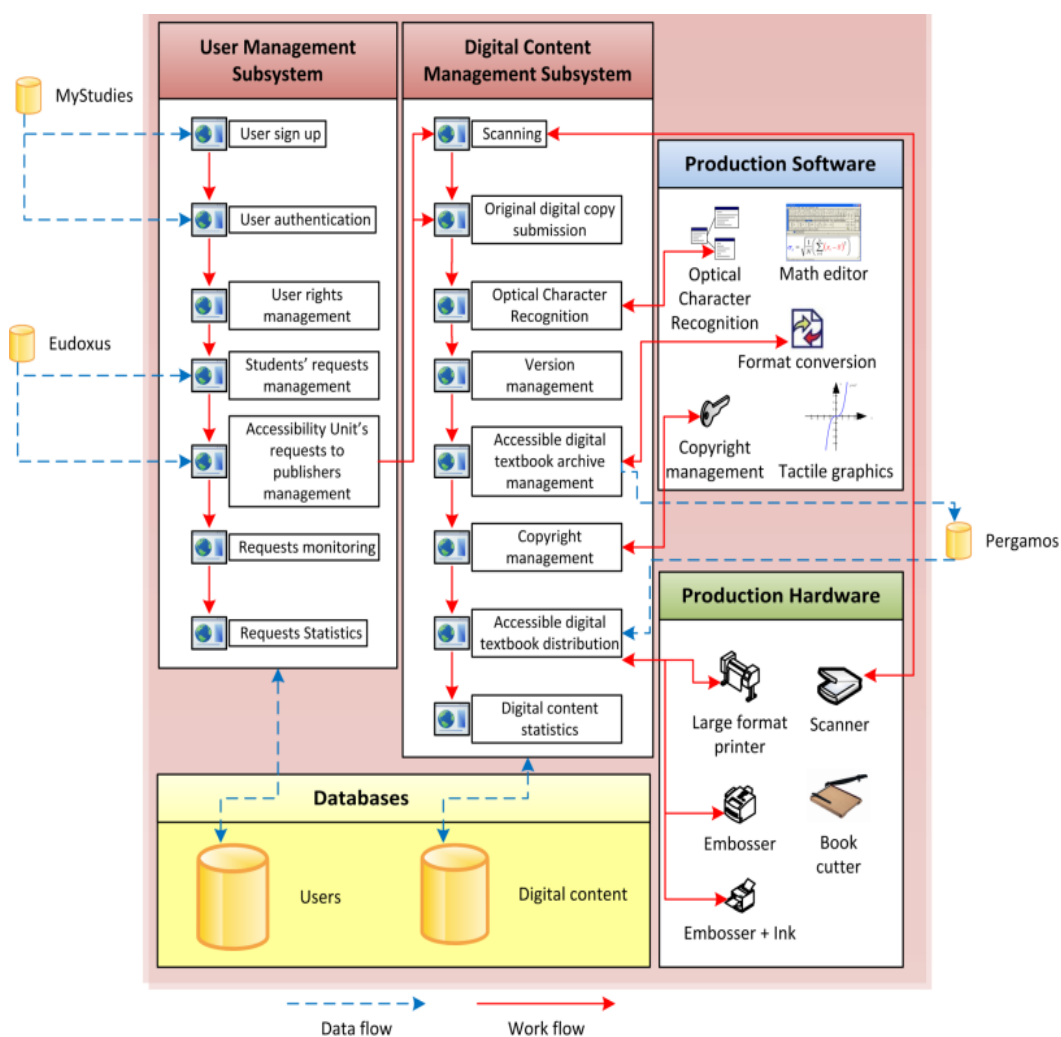 User Management
Subsystem
Digital Content
Management Subsystem
MyStudies
User sign up
User authentication
User rights
management
Eudoxus
Students' requests
management
Accessibility Unit's
requests to
publishers
management
Requests monitoring
Requests Statistics
Scanning
Original digital copy
submission
Optical Character
Recognition
Version
management
Accessible digital
textbook archive
management
Copyright
management
Accessible digital
textbook distribution
Digital content
statistics
Production Software
Optical
Character
Recognition
Math editor
Format conversion
Copyright
management
Tactile graphics
Pergamos
Production Hardware
Large format
printer
Scanner
Embosser
Book
cutter
Embosser + Ink
Databases
Users
Digital content
Data flow
Work flow